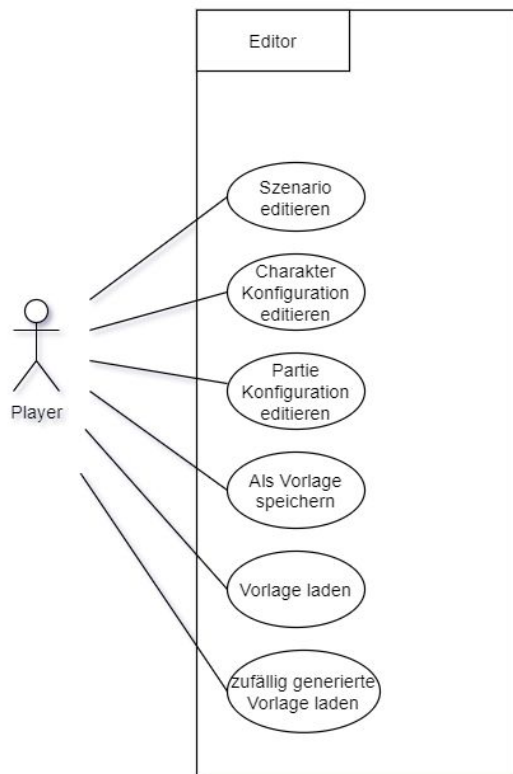 Editor
Szenario
editieren
Charakter
Konfiguration
editieren
Partie
Konfiguration
editieren
Player
Als Vorlage
speichern
Vorlage laden
zufällig generierte
Vorlage laden